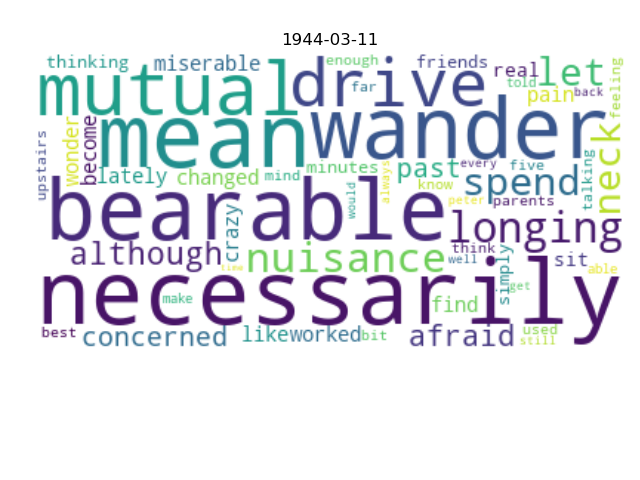 1944-03-11
thinking miserable enough friends real let feeling
mutual drive far told pain back
upstairs wonder become mean wander neck
lately changed mind minutes always past every five talking
bearable would know spend
peter parents longing
although crazy nuisance think well simply sit able
time
necessarily make find get
best concerned like worked bit afraid used still